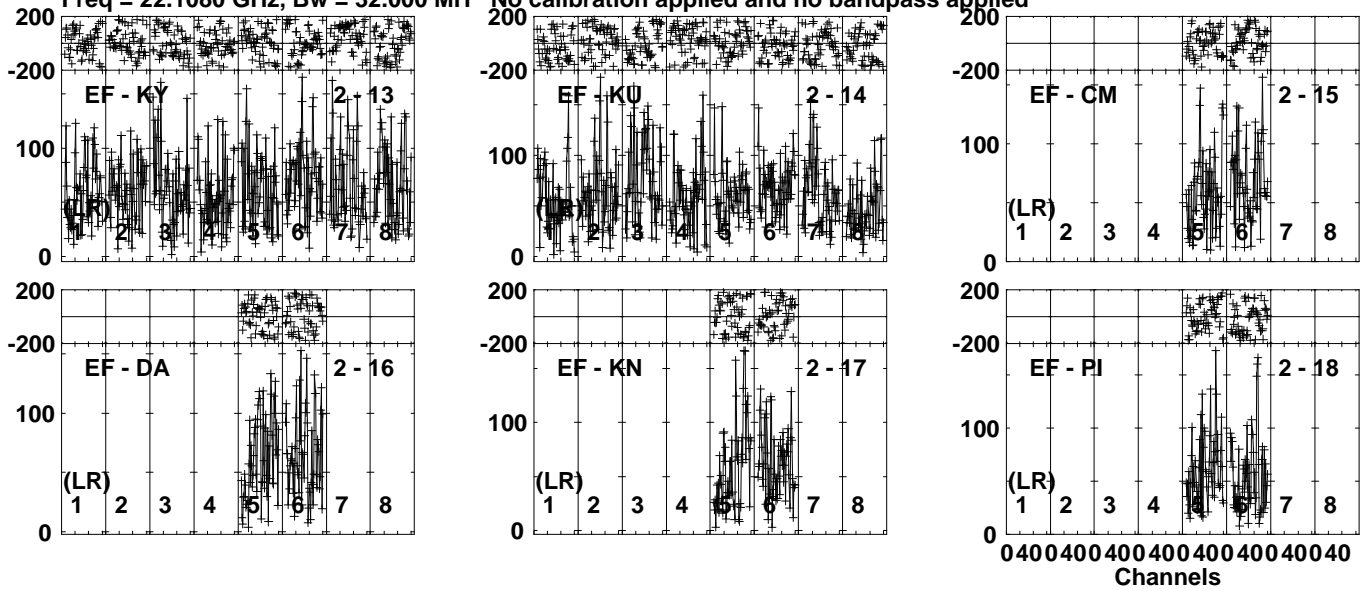 Freq = 22.1080 GHz, Bw = 32.000 MH No calibration applied and no bandpass applied
200
-200
EF - KY 2 - 13
100
(LR)
1 2 3 4 5 6 7 8
0
EF - KU 2 - 14
100
(LR)
1 2 3 4 5 6 7 8
0
200
-200
EF - CM 2 - 15
100
(LR)
1 2 3 4 5 6 7 8
0
200
-200
EF - DA 2 - 16
100
(LR)
1 2 3 4 5 6 7 8
0
200
-200
EF - KN 2 - 17
100
(LR)
1 2 3 4 5 6 7 8
0
200
-200
EF - PI 2 - 18
100
(LR)
1 2 3 4 5 6 7 8
0
0 40 0 40 0 40 0 40 0 40 0 40 0 40 0 40
Channels